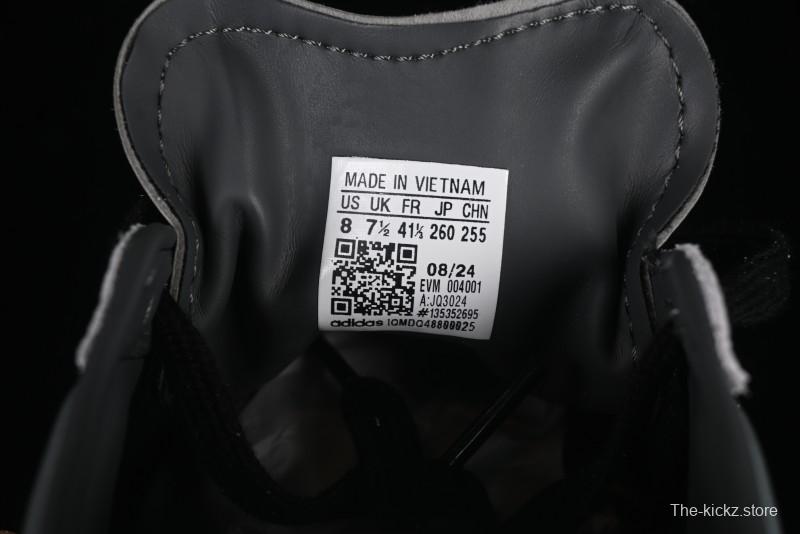 MADE IN VIETNAM
US UK FR JP CHN
8 7½ 41⅓ 260 255
08/24
EVM 004001
A:JQ3024
#135352695
adidas IQMDQ48800025
The-kickz.store